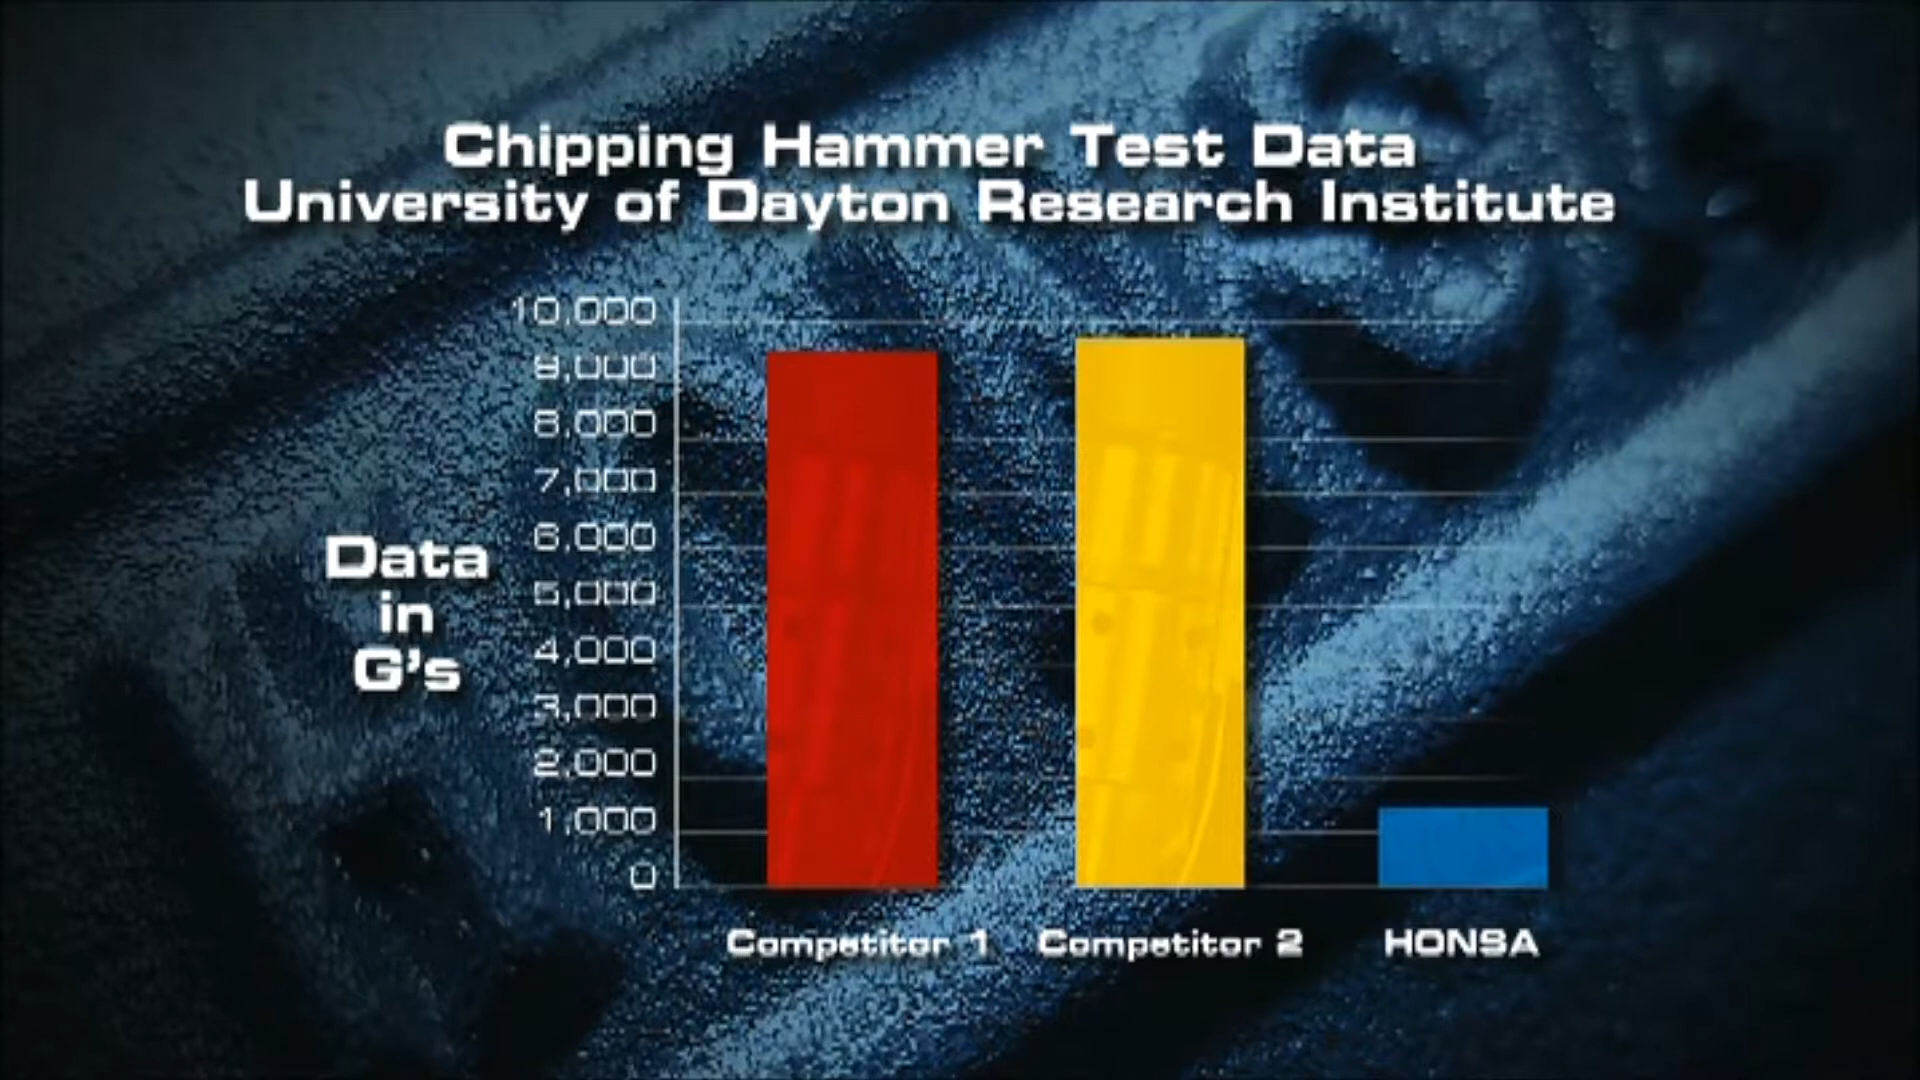 Chipping Hammer Test Data
University of Dayton Research Institute
10,000
9,000
8,000
7,000
6,000
5,000
4,000
3,000
2,000
1,000
0
Data
in
G's
Competitor 1
Competitor 2
HONSA